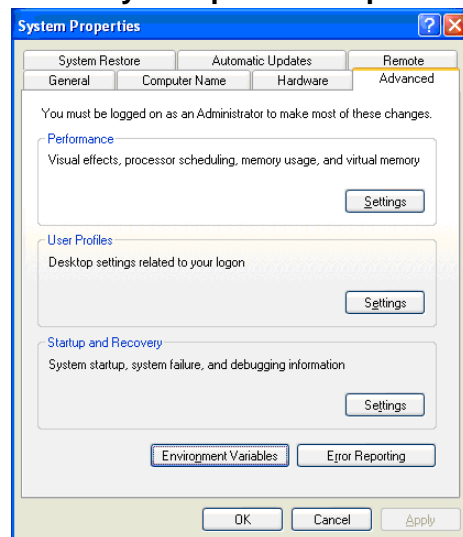 System Properties
System Restore Automatic Updates Remote
General Computer Name Hardware Advanced
You must be logged on as an Administrator to make most of these changes.
Performance
Visual effects, processor scheduling, memory usage, and virtual memory
Settings
User Profiles
Desktop settings related to your logon
Settings
Startup and Recovery
System startup, system failure, and debugging information
Settings
Environment Variables Error Reporting
OK Cancel Apply